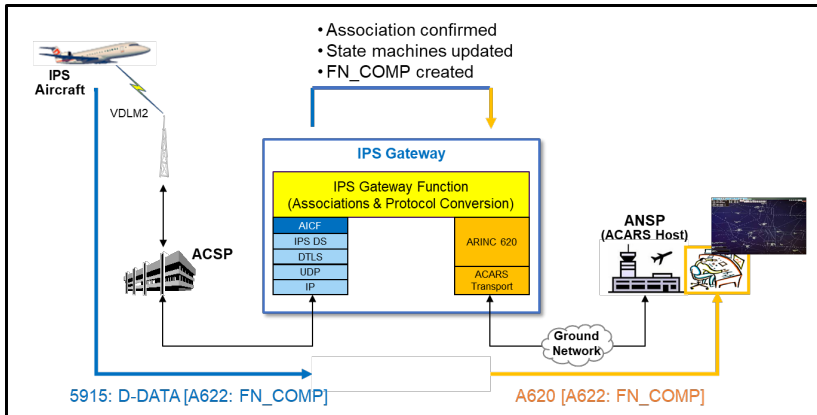 • Association confirmed
• State machines updated
• FN_COMP created
IPS
Aircraft
VDLM2
IPS Gateway
IPS Gateway Function
(Associations & Protocol Conversion)
AICF
IPS DS
DTLS
UDP
IP
ARINC 620
ACARS
Transport
ACSP
ANSP
(ACARS Host)
Ground
Network
5915: D-DATA [A622: FN_COMP]
A620 [A622: FN_COMP]